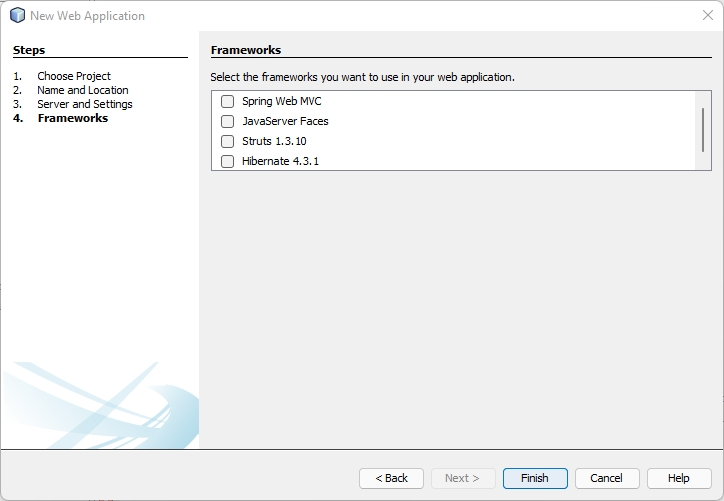 New Web Application
Steps
1. Choose Project
2. Name and Location
3. Server and Settings
4. Frameworks
Frameworks
Select the frameworks you want to use in your web application.
Spring Web MVC
JavaServer Faces
Struts 1.3.10
Hibernate 4.3.1
< Back
Next >
Finish
Cancel
Help